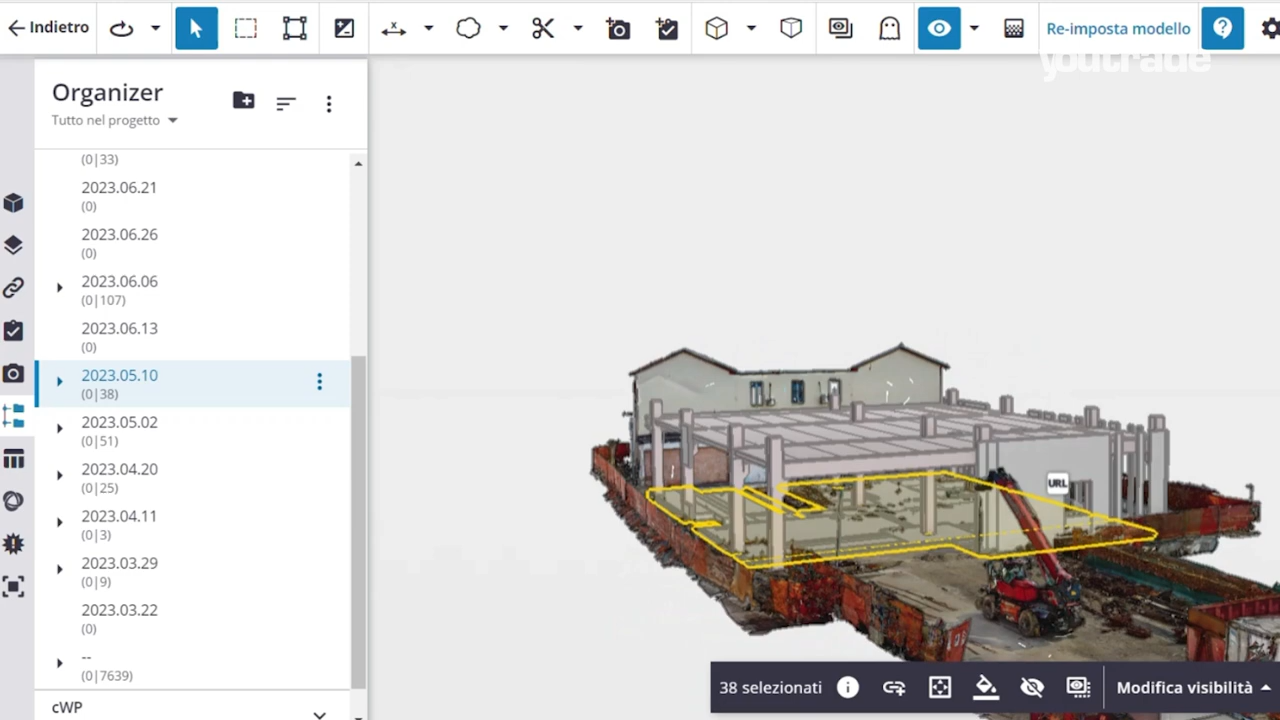 Indietro
Re-imposta modello
youtrade
Organizer
Tutto nel progetto
(0|33)
2023.06.21
(0)
2023.06.26
(0)
2023.06.06
(0|107)
2023.06.13
(0)
2023.05.10
(0|38)
2023.05.02
(0|51)
2023.04.20
(0|25)
2023.04.11
(0|3)
2023.03.29
(0|9)
2023.03.22
(0)
--
(0|7639)
cWP
URL
38 selezionati
Modifica visibilità